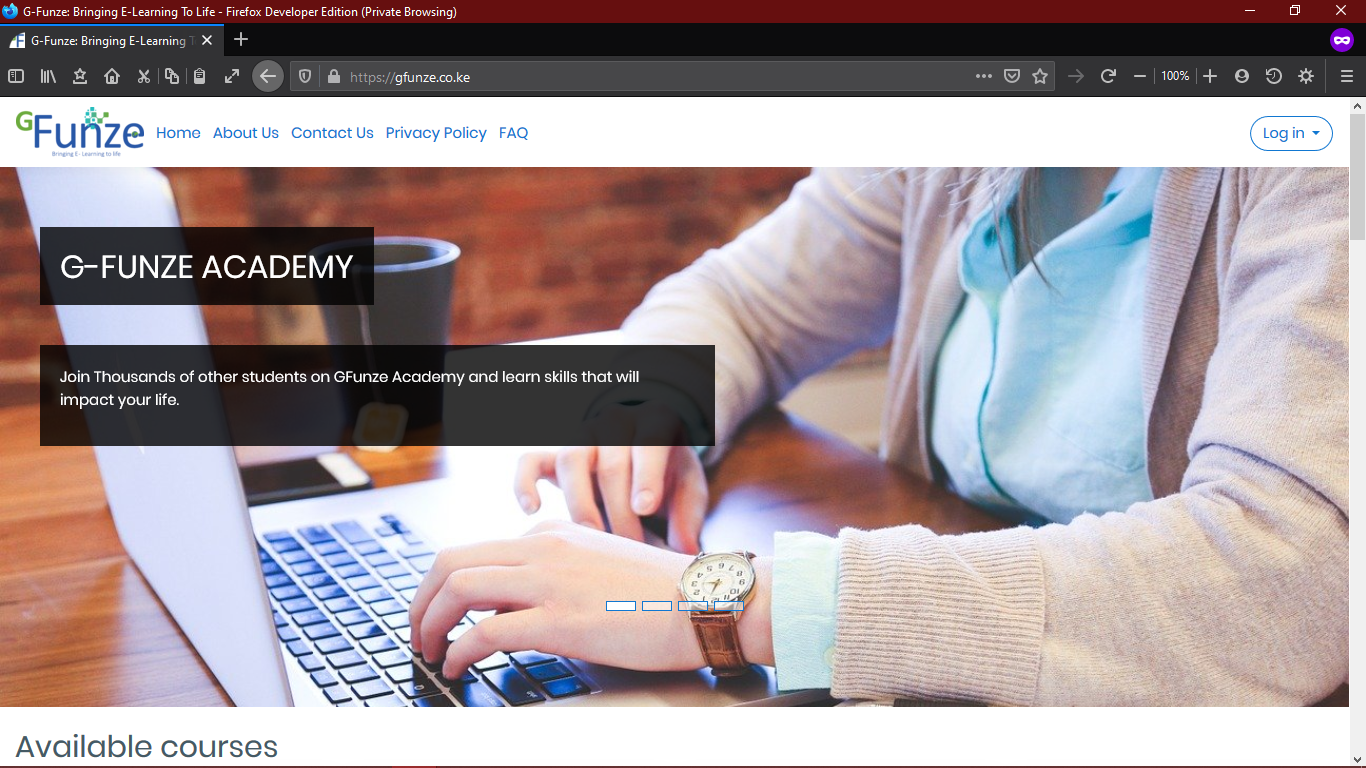 G-Funze: Bringing E-Learning To Life - Firefox Developer Edition (Private Browsing)
G-Funze: Bringing E-Learning T
https://gfunze.co.ke
100%
GFunze
Bringing E- Learning to life
Home About Us Contact Us Privacy Policy FAQ
Log in
G-FUNZE ACADEMY
Join Thousands of other students on GFunze Academy and learn skills that will
impact your life.
Available courses